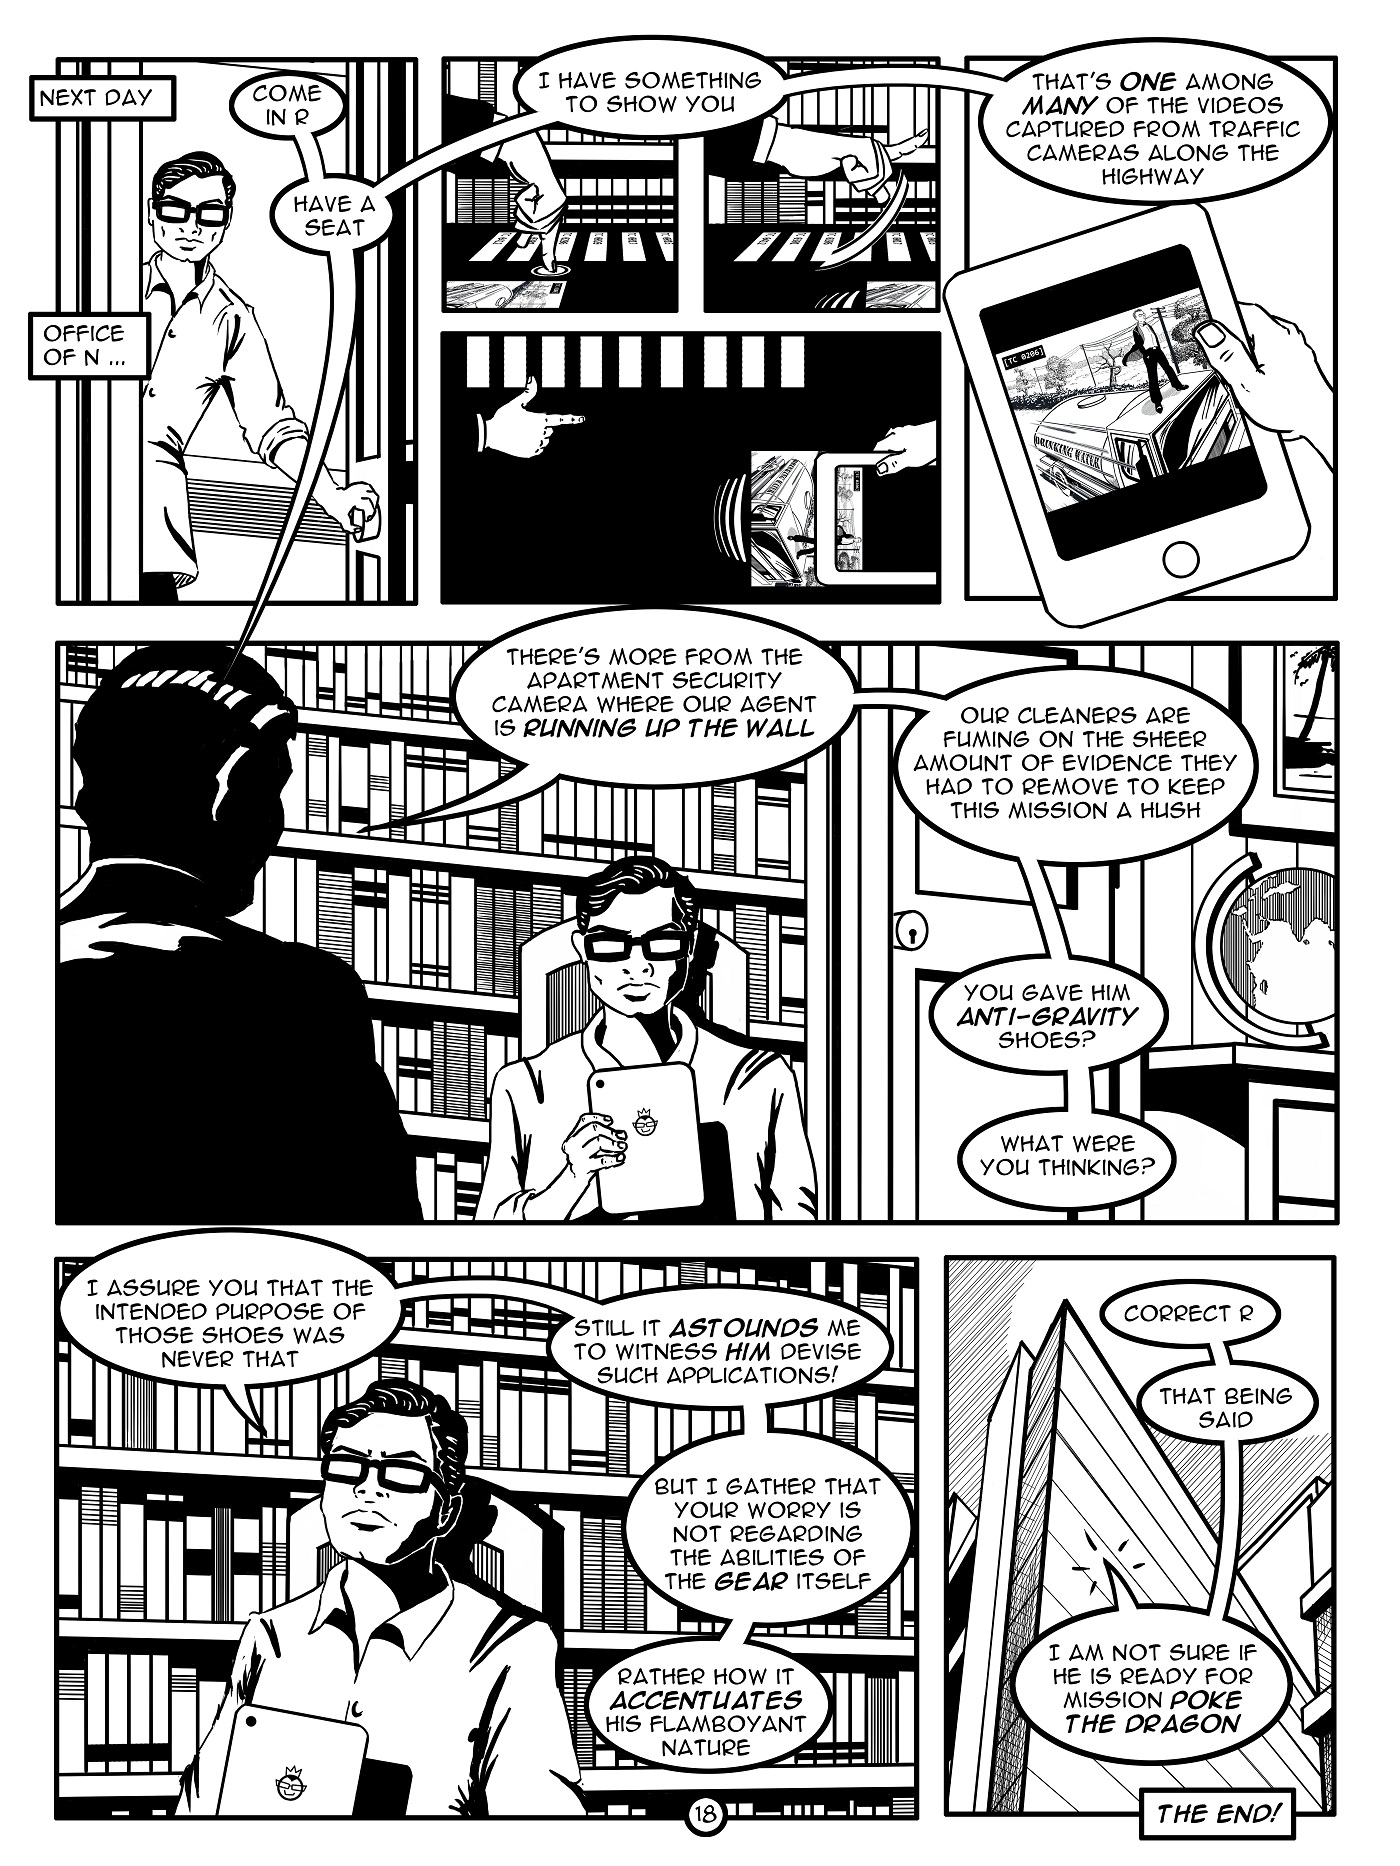 NEXT DAY
COME
IN R
HAVE A
SEAT
OFFICE
OF N ...
I HAVE SOMETHING
TO SHOW YOU
THAT'S ONE AMONG
MANY OF THE VIDEOS
CAPTURED FROM TRAFFIC
CAMERAS ALONG THE
HIGHWAY
[TC 0206]
DRINKING WATER
THERE'S MORE FROM THE
APARTMENT SECURITY
CAMERA WHERE OUR AGENT
IS RUNNING UP THE WALL
OUR CLEANERS ARE
FUMING ON THE SHEER
AMOUNT OF EVIDENCE THEY
HAD TO REMOVE TO KEEP
THIS MISSION A HUSH
YOU GAVE HIM
ANTI-GRAVITY
SHOES?
WHAT WERE
YOU THINKING?
I ASSURE YOU THAT THE
INTENDED PURPOSE OF
THOSE SHOES WAS
NEVER THAT
STILL IT ASTOUNDS ME
TO WITNESS HIM DEVISE
SUCH APPLICATIONS!
BUT I GATHER THAT
YOUR WORRY IS
NOT REGARDING
THE ABILITIES OF
THE GEAR ITSELF
RATHER HOW IT
ACCENTUATES
HIS FLAMBOYANT
NATURE
CORRECT R
THAT BEING
SAID
I AM NOT SURE IF
HE IS READY FOR
MISSION POKE
THE DRAGON
18
THE END!